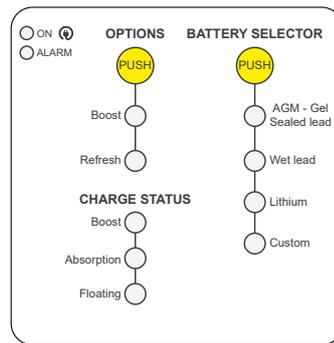 ON
ALARM
OPTIONS
PUSH
Boost
Refresh
CHARGE STATUS
Boost
Absorption
Floating
BATTERY SELECTOR
PUSH
AGM - Gel
Sealed lead
Wet lead
Lithium
Custom